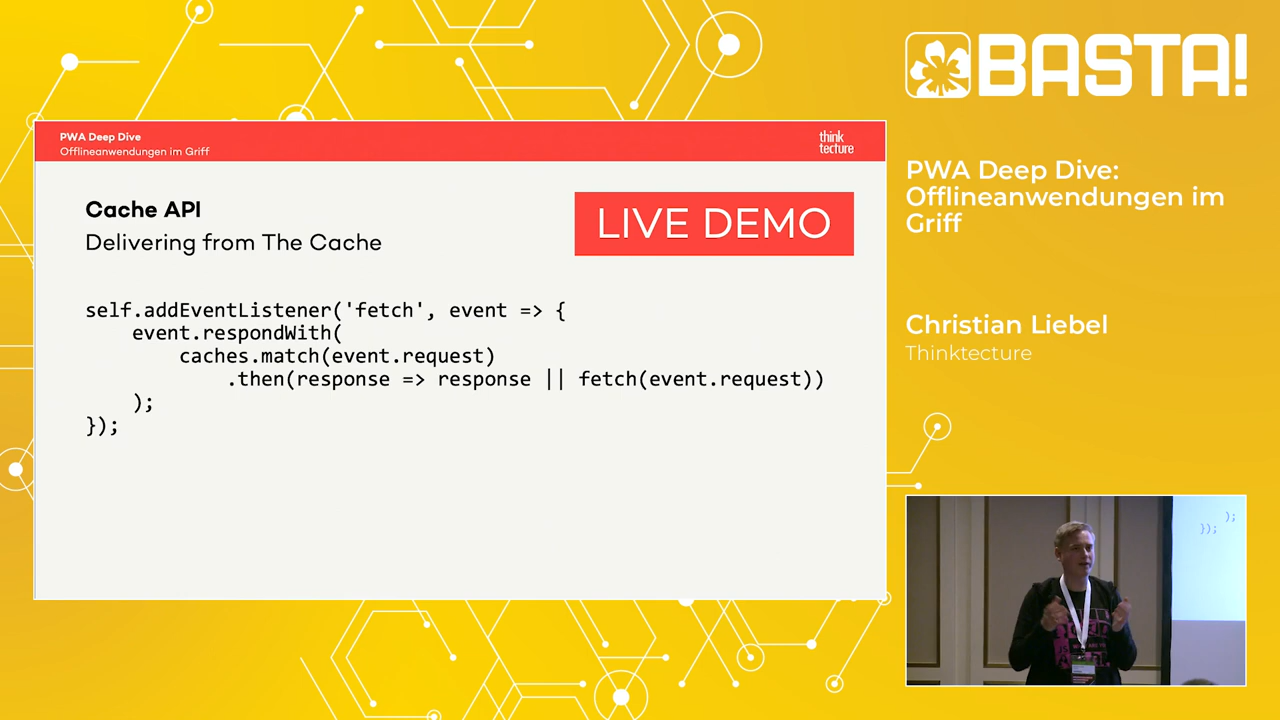 PWA Deep Dive
Offlineanwendungen im Griff
think
tecture
Cache API
Delivering from The Cache
LIVE DEMO
self.addEventListener('fetch', event => {
    event.respondWith(
        caches.match(event.request)
            .then(response => response || fetch(event.request))
    );
});
BASTA!
PWA Deep Dive:
Offlineanwendungen im
Griff
Christian Liebel
Thinktecture
);
});